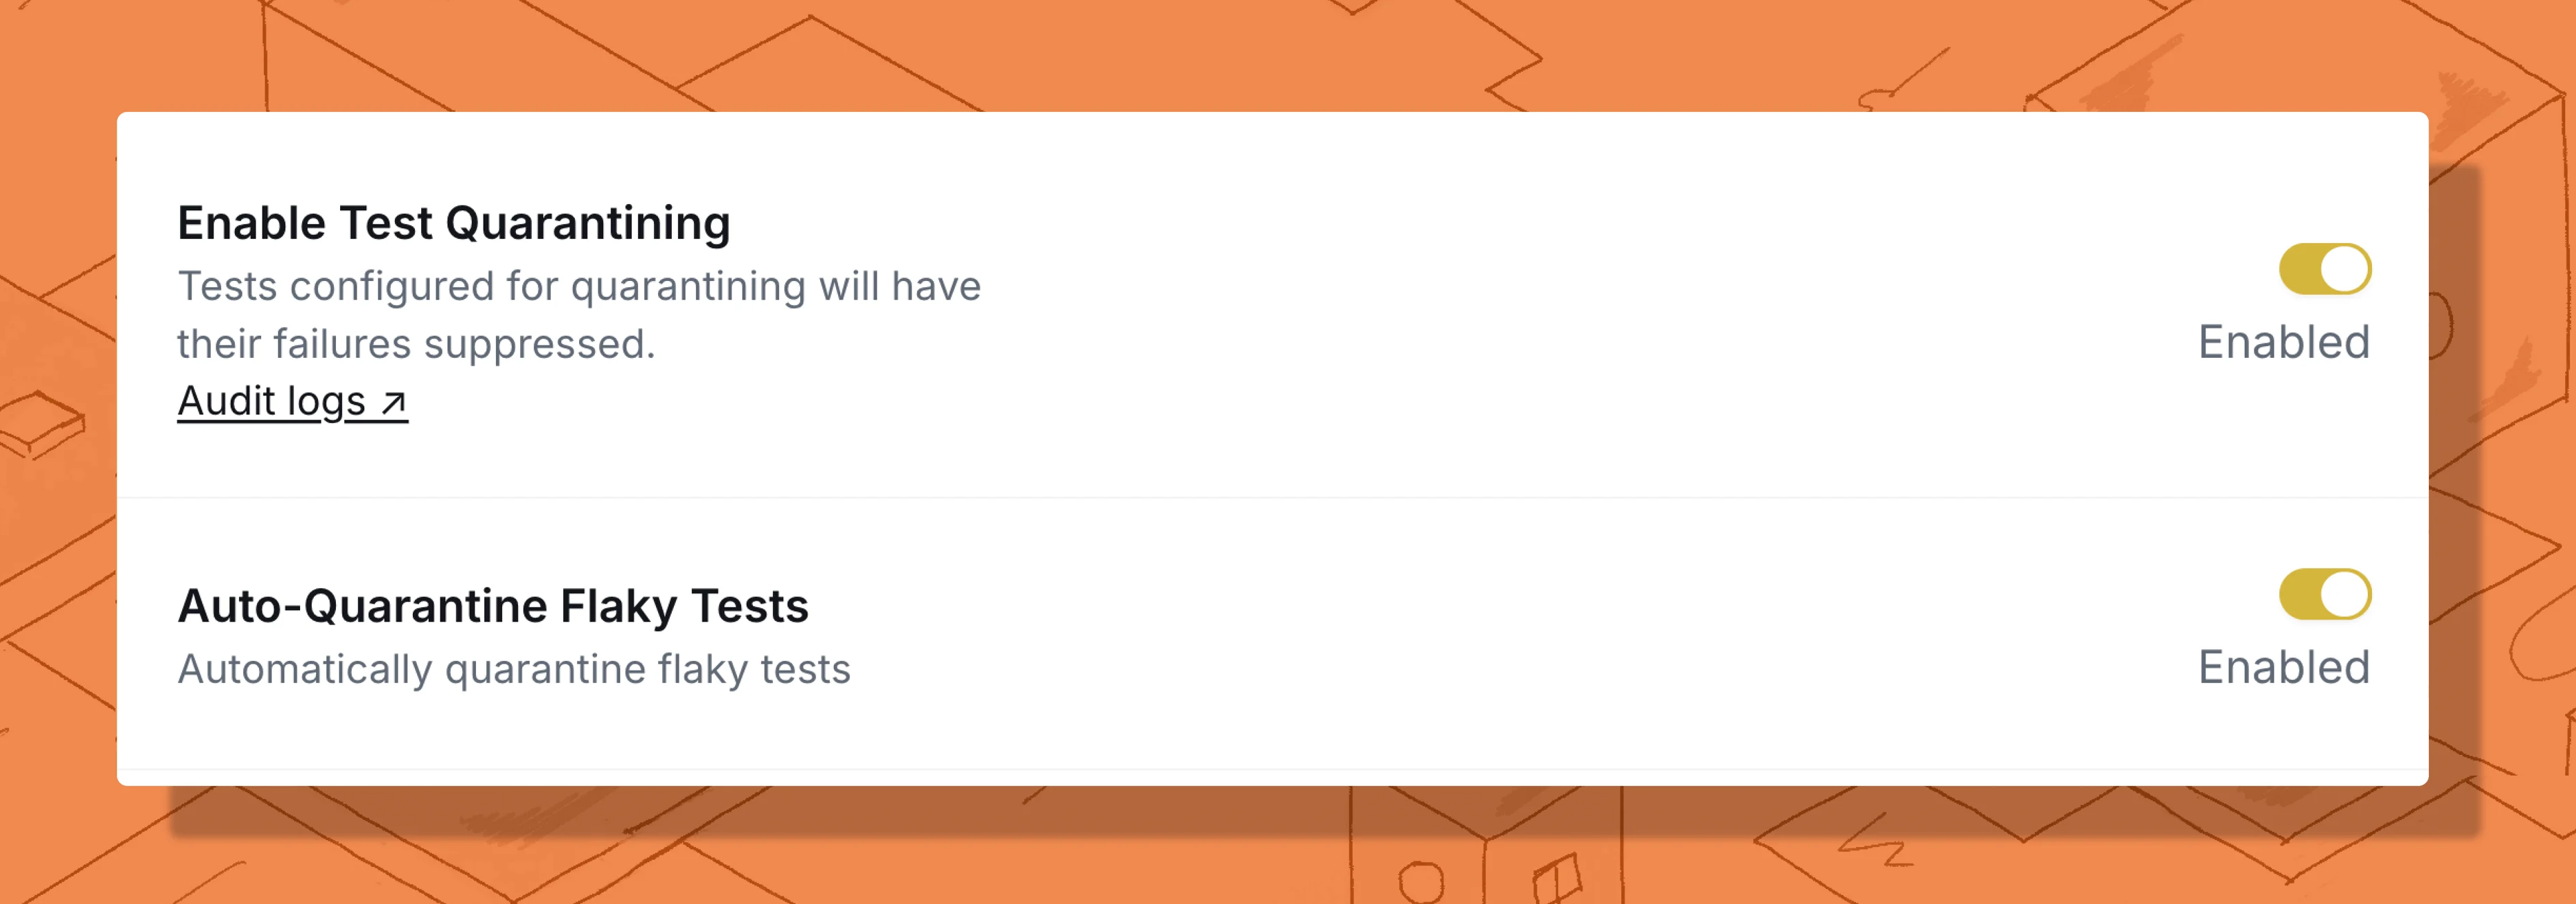 Enable Test Quarantining
Tests configured for quarantining will have
their failures suppressed.
Audit logs ↗
Enabled
Auto-Quarantine Flaky Tests
Automatically quarantine flaky tests
Enabled